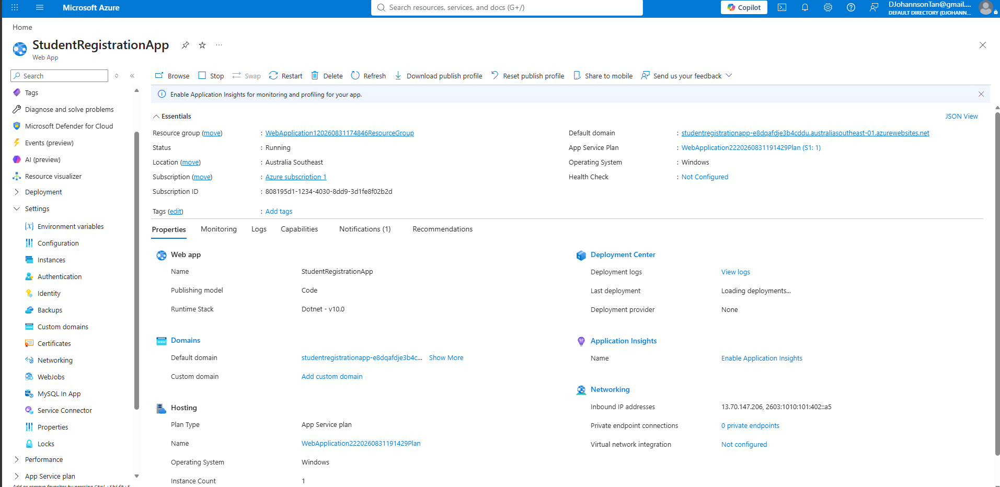 Microsoft Azure
Search resources, services, and docs (G+/)
Copilot
DJohannsonTan@gmail....
DEFAULT DIRECTORY (DJOHANN...
Home
StudentRegistrationApp
Web App
Search
Browse
Stop
Swap
Restart
Delete
Refresh
Download publish profile
Reset publish profile
Share to mobile
Send us your feedback
Tags
Diagnose and solve problems
Microsoft Defender for Cloud
Events (preview)
AI (preview)
Resource visualizer
Deployment
Settings
Environment variables
Configuration
Instances
Authentication
Identity
Backups
Custom domains
Certificates
Networking
WebJobs
MySQL In App
Service Connector
Properties
Locks
Performance
App Service plan
Add or remove favorites by pressing Ctrl+Shift+F
Enable Application Insights for monitoring and profiling for your app.
Essentials
JSON View
Resource group (move) : WebApplication120260831174846ResourceGroup
Status : Running
Location (move) : Australia Southeast
Subscription (move) : Azure subscription 1
Subscription ID : 808195d1-1234-4030-8dd9-3d1fe8f02b2d
Tags (edit) : Add tags
Default domain : studentregistrationapp-e8dqafdje3b4cddu.australiasoutheast-01.azurewebsites.net
App Service Plan : WebApplication2220260831191429Plan (S1: 1)
Operating System : Windows
Health Check : Not Configured
Properties
Monitoring
Logs
Capabilities
Notifications (1)
Recommendations
Web app
Name StudentRegistrationApp
Publishing model Code
Runtime Stack Dotnet - v10.0
Domains
Default domain studentregistrationapp-e8dqafdje3b4c... Show More
Custom domain Add custom domain
Hosting
Plan Type App Service plan
Name WebApplication2220260831191429Plan
Operating System Windows
Instance Count 1
Deployment Center
Deployment logs View logs
Last deployment Loading deployments...
Deployment provider None
Application Insights
Name Enable Application Insights
Networking
Inbound IP addresses 13.70.147.206, 2603:1010:101:402::a5
Private endpoint connections 0 private endpoints
Virtual network integration Not configured